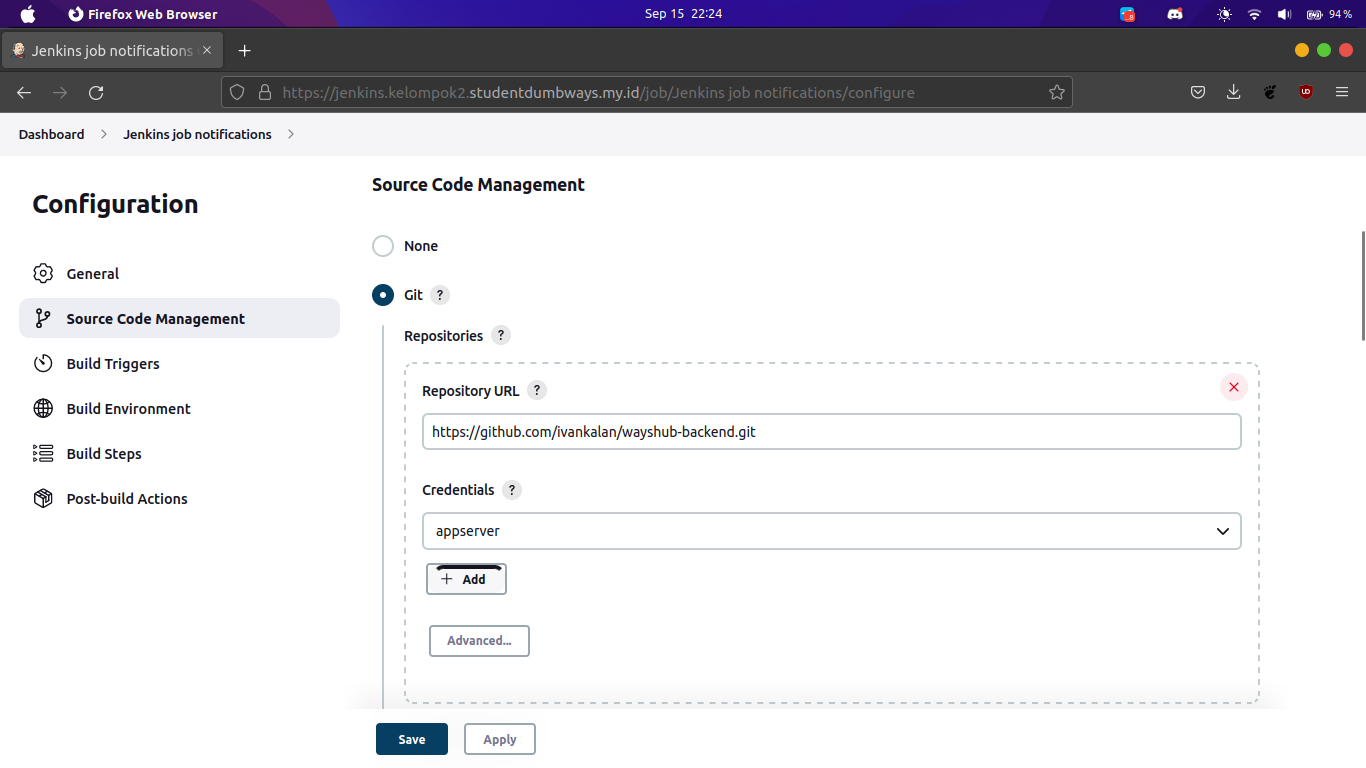 Firefox Web Browser
Sep 15 22:24
8
94 %
Jenkins job notifications
https://jenkins.kelompok2.studentdumbways.my.id/job/Jenkins job notifications/configure
Dashboard
Jenkins job notifications
Configuration
General
Source Code Management
Build Triggers
Build Environment
Build Steps
Post-build Actions
Source Code Management
None
Git ?
Repositories ?
Repository URL ?
https://github.com/ivankalan/wayshub-backend.git
Credentials ?
appserver
+ Add
Advanced...
Save
Apply